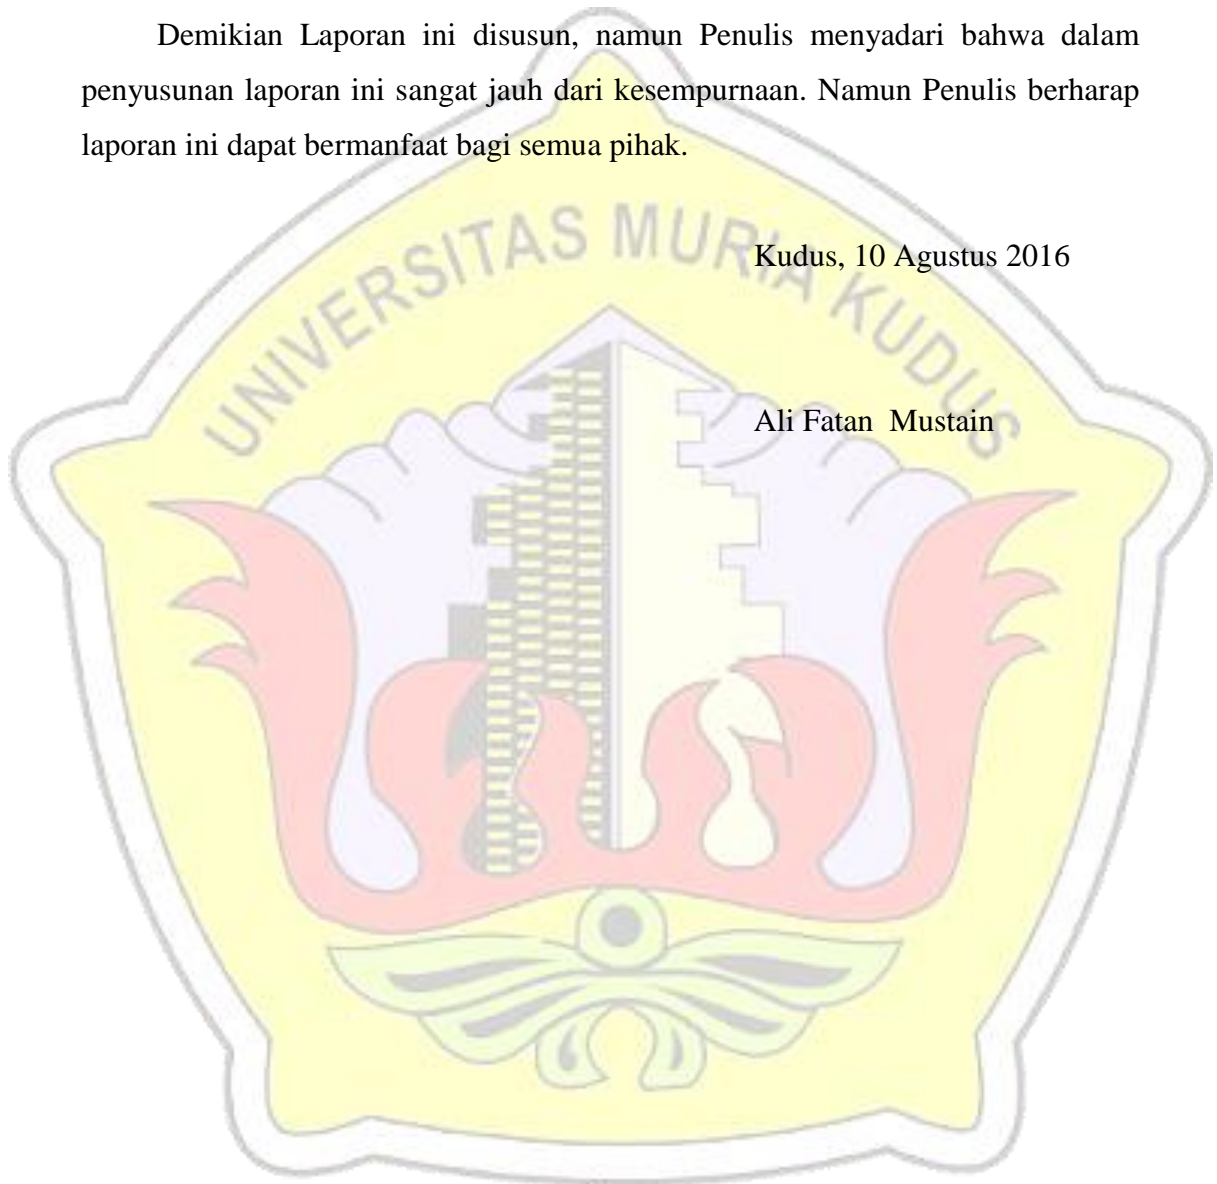 Demikian Laporan ini disusun, namun Penulis menyadari bahwa dalam
penyusunan laporan ini sangat jauh dari kesempurnaan. Namun Penulis berharap
laporan ini dapat bermanfaat bagi semua pihak.
UNIVERSITAS MURIA KUDUS
Kudus, 10 Agustus 2016
Ali Fatan  Mustain